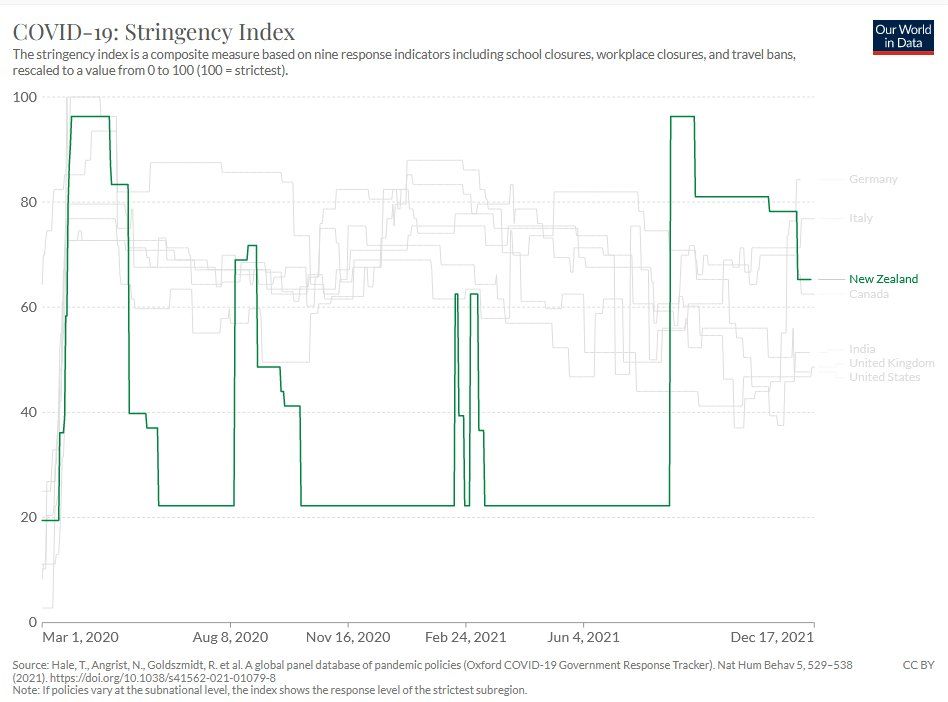 COVID-19: Stringency Index
Our World
in Data
The stringency index is a composite measure based on nine response indicators including school closures, workplace closures, and travel bans,
rescaled to a value from 0 to 100 (100 = strictest).
100
80
60
40
20
0
Germany
Italy
New Zealand
Canada
India
United Kingdom
United States
Mar 1, 2020
Aug 8, 2020
Nov 16, 2020
Feb 24, 2021
Jun 4, 2021
Dec 17, 2021
Source: Hale, T., Angrist, N., Goldszmidt, R. et al. A global panel database of pandemic policies (Oxford COVID-19 Government Response Tracker). Nat Hum Behav 5, 529–538
(2021). https://doi.org/10.1038/s41562-021-01079-8
CC BY
Note: If policies vary at the subnational level, the index shows the response level of the strictest subregion.